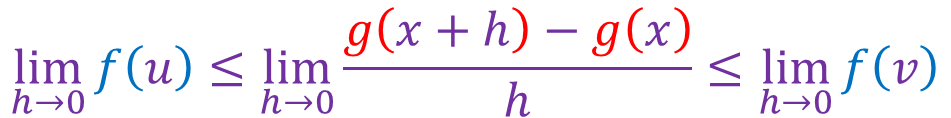 lim h→0 f(u) ≤ lim h→0 g(x + h) − g(x) / h ≤ lim h→0 f(v)